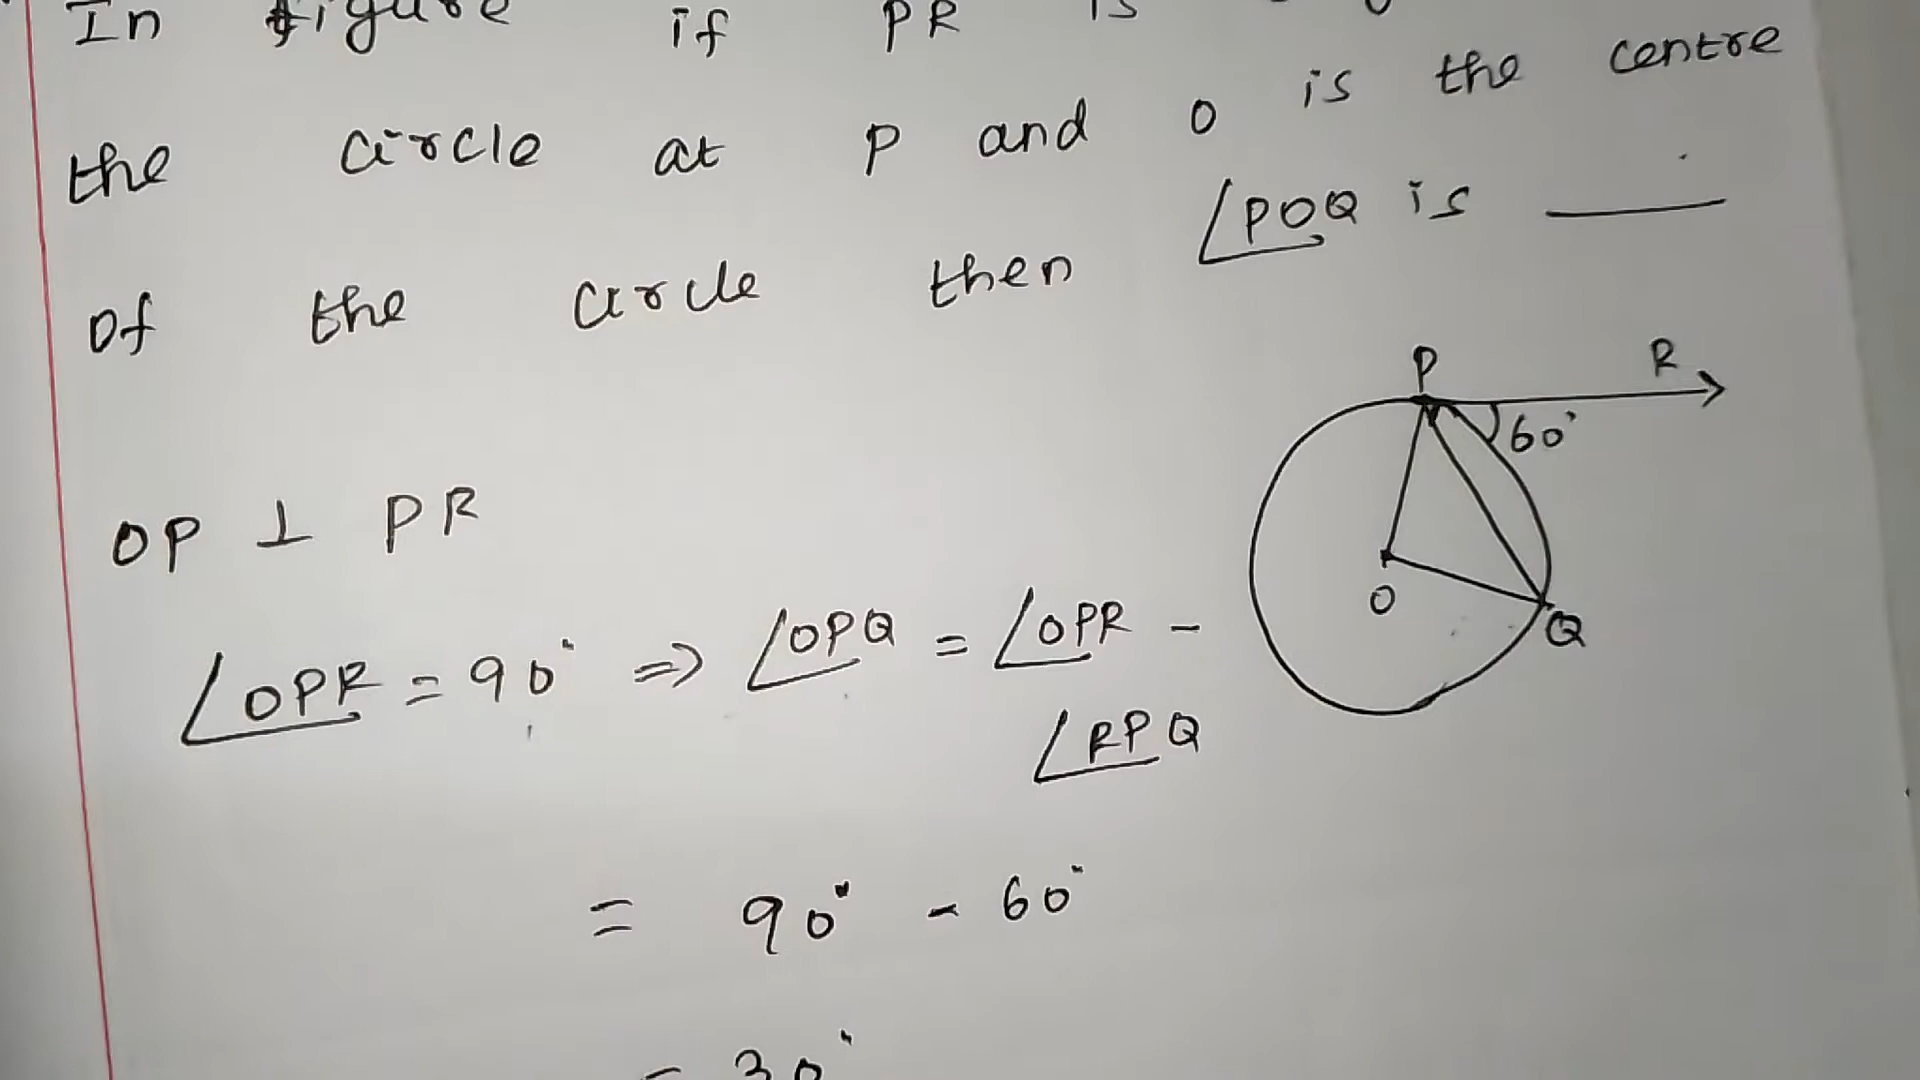 In figure if PR is
the circle at P and O is the centre
of the circle then ∠POQ is ____
P R
60°
O
Q
OP ⊥ PR
∠OPR = 90° => ∠OPQ = ∠OPR -
∠RPQ
= 90° - 60°
= 30°